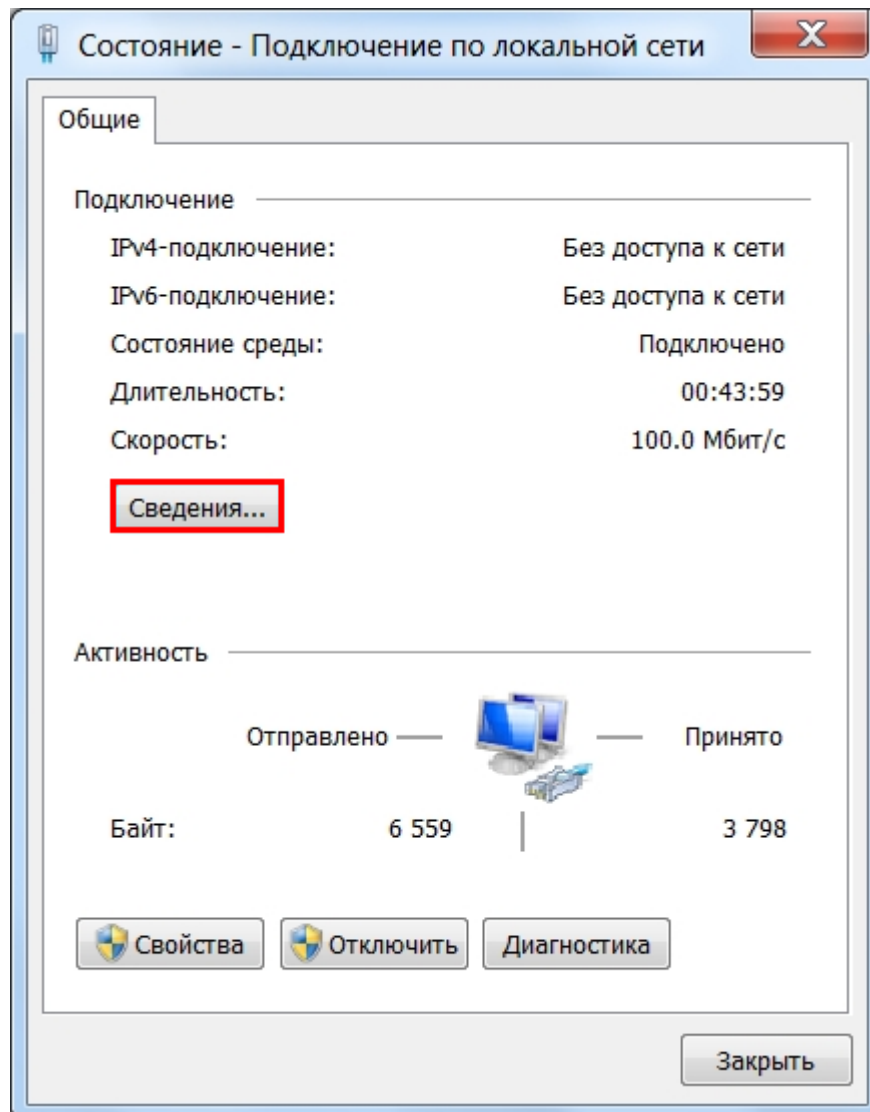 Состояние - Подключение по локальной сети
Общие
Подключение
IPv4-подключение: Без доступа к сети
IPv6-подключение: Без доступа к сети
Состояние среды: Подключено
Длительность: 00:43:59
Скорость: 100.0 Мбит/с
Сведения...
Активность
Отправлено — Принято
Байт: 6 559 3 798
Свойства Отключить Диагностика
Закрыть